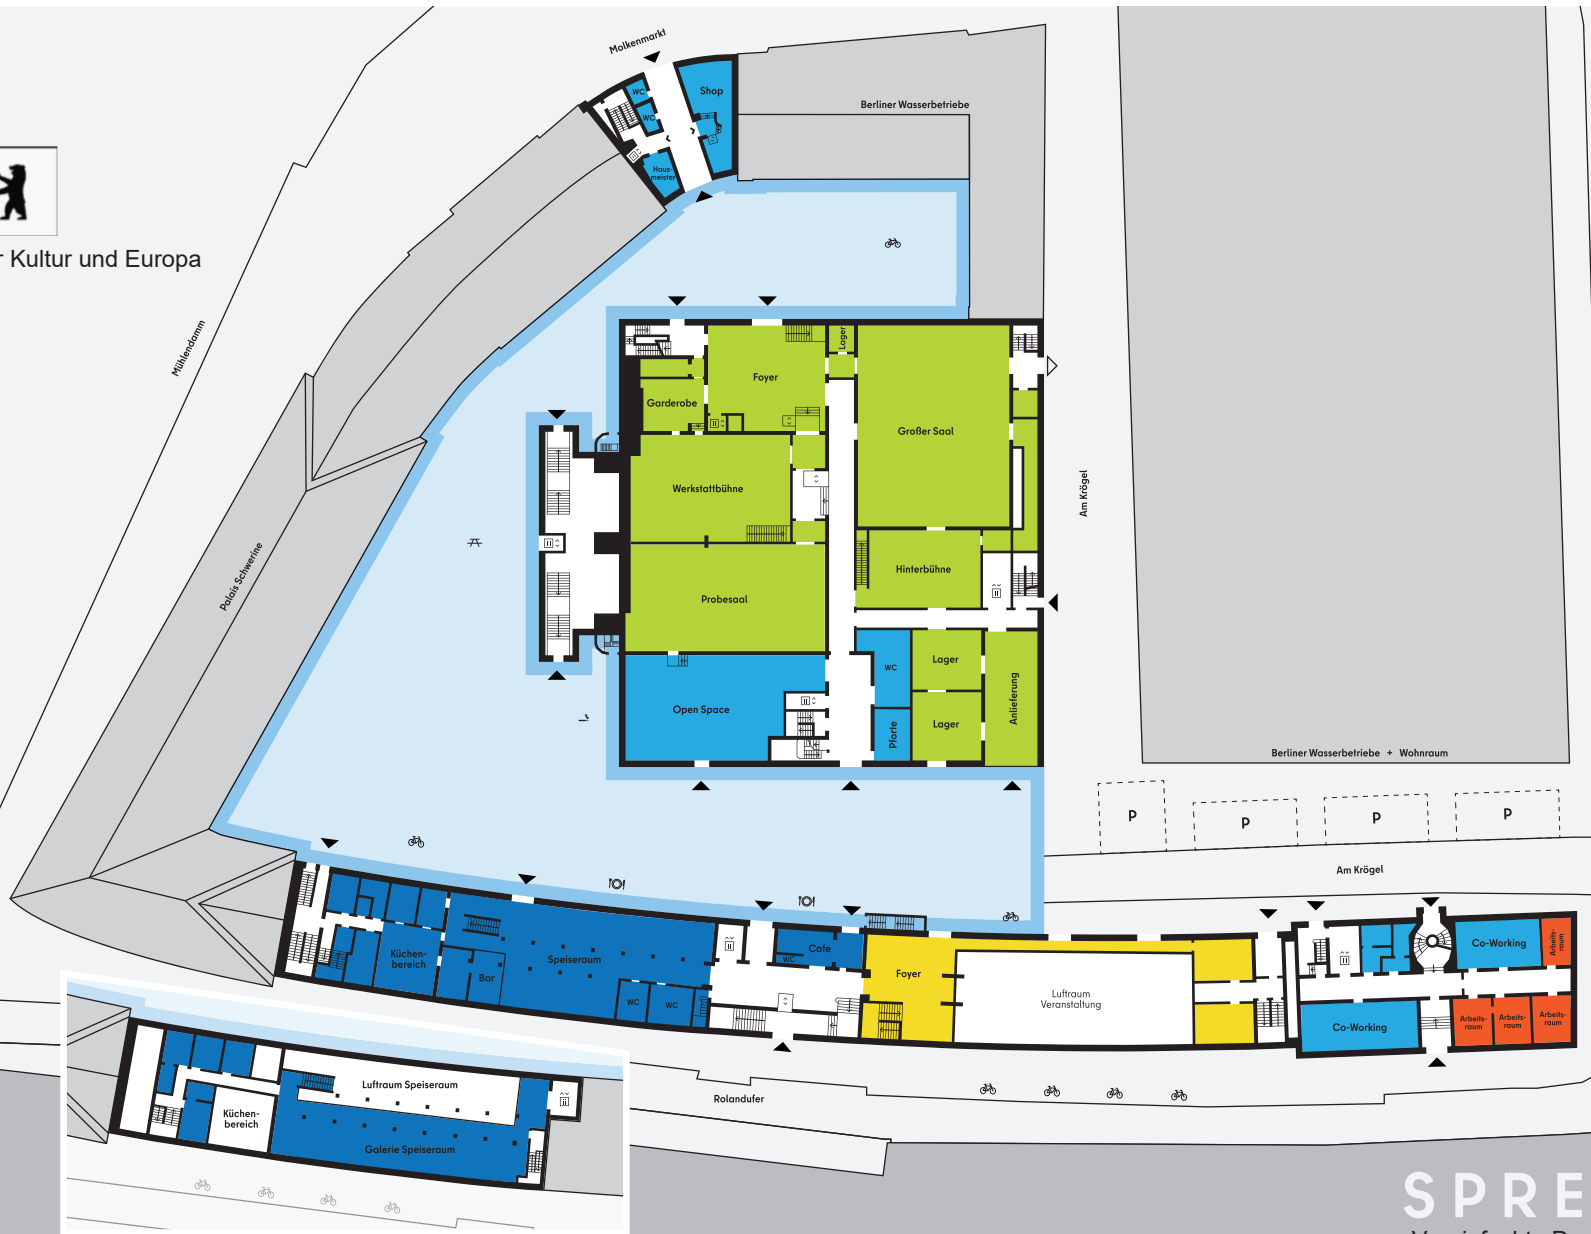 Molkenmarkt
WC
Shop
WC
Haus-
meister
Berliner Wasserbetriebe
r Kultur und Europa
Mühlendamm
Palais Schwerine
Lager
Foyer
Garderobe
Großer Saal
Werkstattbühne
Hinterbühne
Probesaal
Am Krögel
WC
Lager
Open Space
Pforte
Lager
Anlieferung
Berliner Wasserbetriebe + Wohnraum
P
P
P
P
Am Krögel
Küchen-
bereich
Bar
Speiseraum
WC
WC
Cafe
WC
Foyer
Luftraum
Veranstaltung
Co-Working
Arbeits-
raum
Co-Working
Arbeits-
raum
Arbeits-
raum
Arbeits-
raum
Rolandufer
Luftraum Speiseraum
Küchen-
bereich
Galerie Speiseraum
SPRE